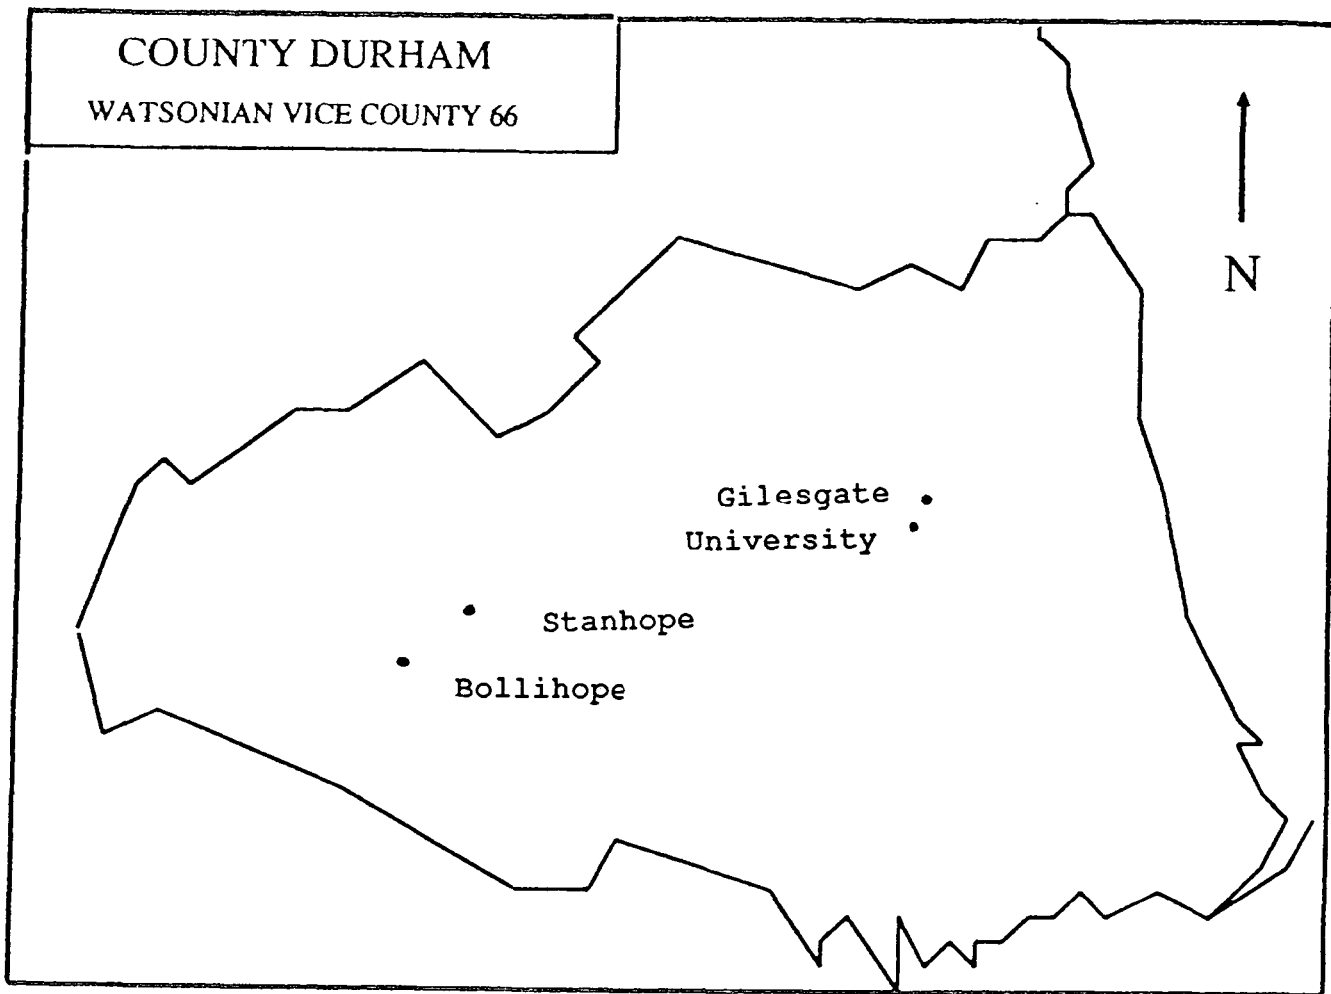 COUNTY DURHAM
WATSONIAN VICE COUNTY 66
N
Gilesgate
University
Stanhope
Bollihope